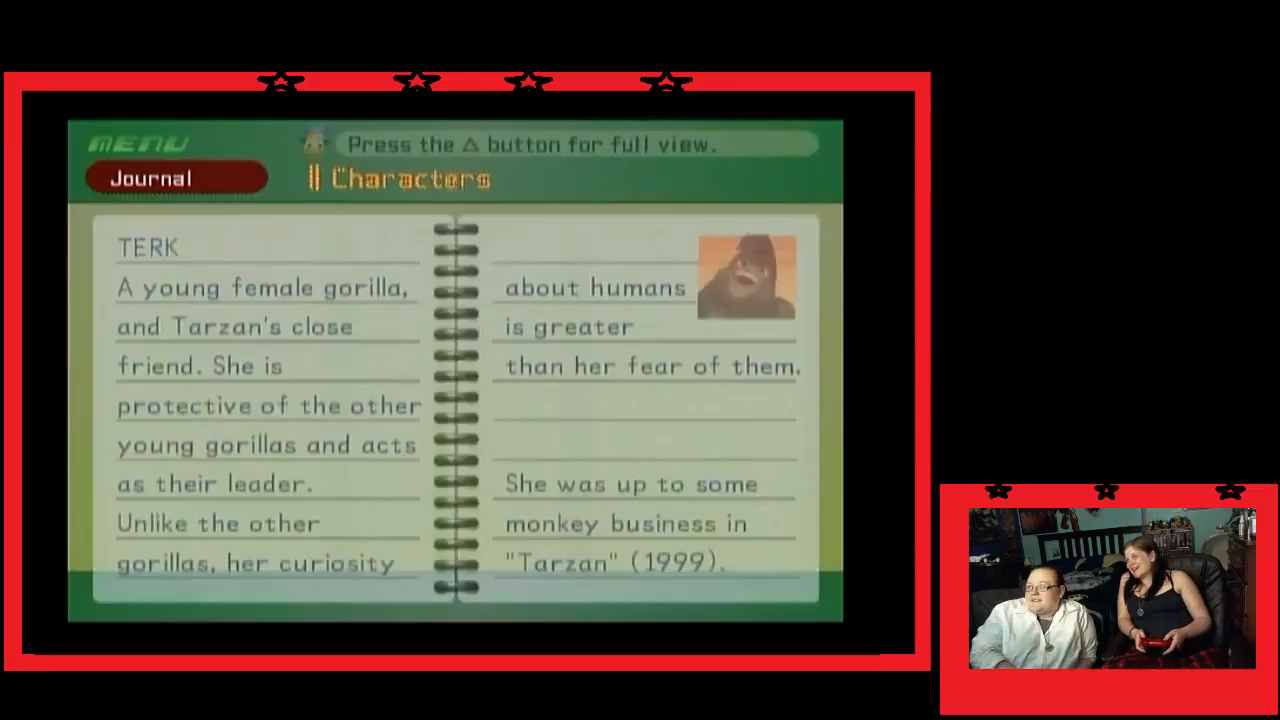 MENU
Press the △ button for full view.
Journal
Characters
TERK
A young female gorilla,
and Tarzan's close
friend. She is
protective of the other
young gorillas and acts
as their leader.
Unlike the other
gorillas, her curiosity
about humans
is greater
than her fear of them.
She was up to some
monkey business in
"Tarzan" (1999).